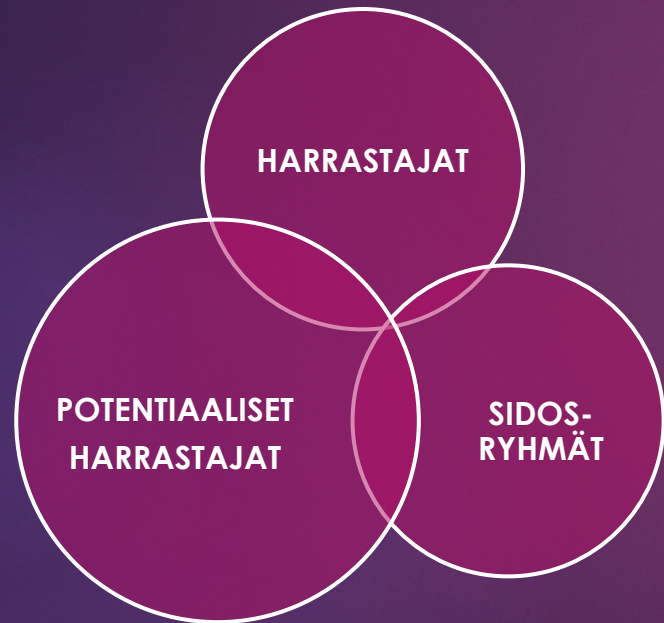 HARRASTAJAT
POTENTIAALISET
HARRASTAJAT
SIDOS-
RYHMÄT